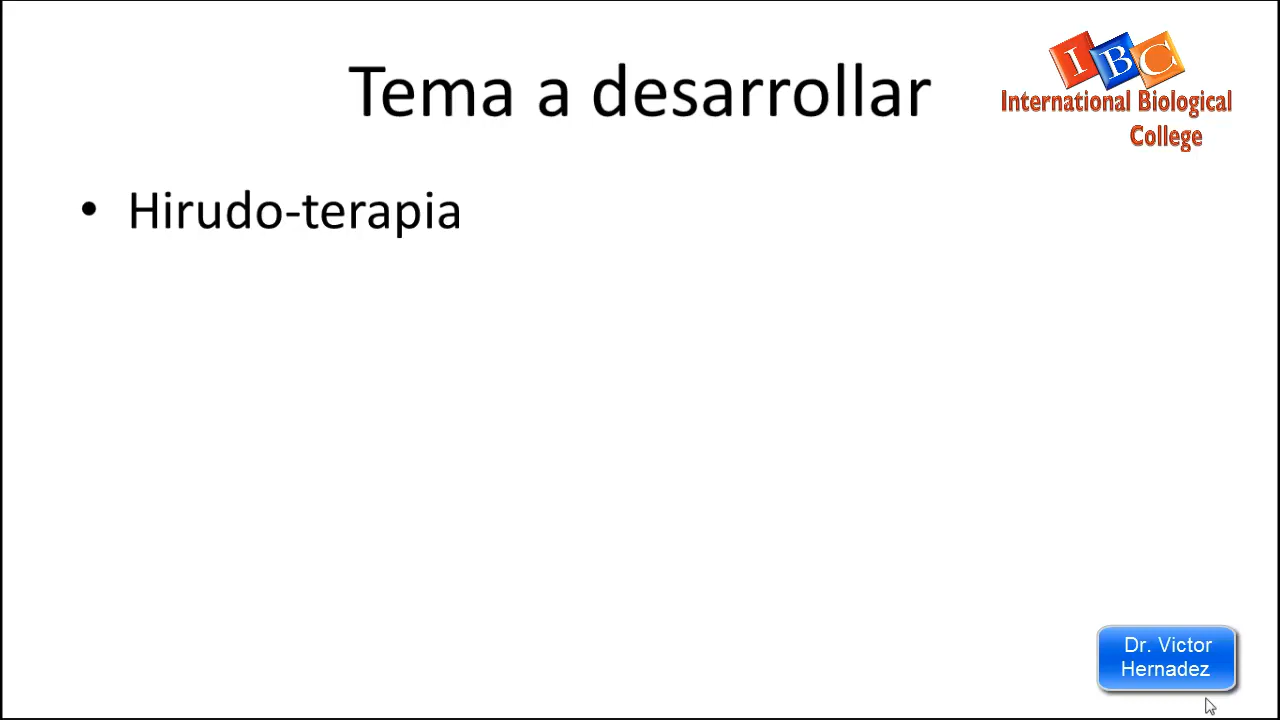 Tema a desarrollar
IBC
International Biological
College
• Hirudo-terapia
Dr. Victor
Hernadez